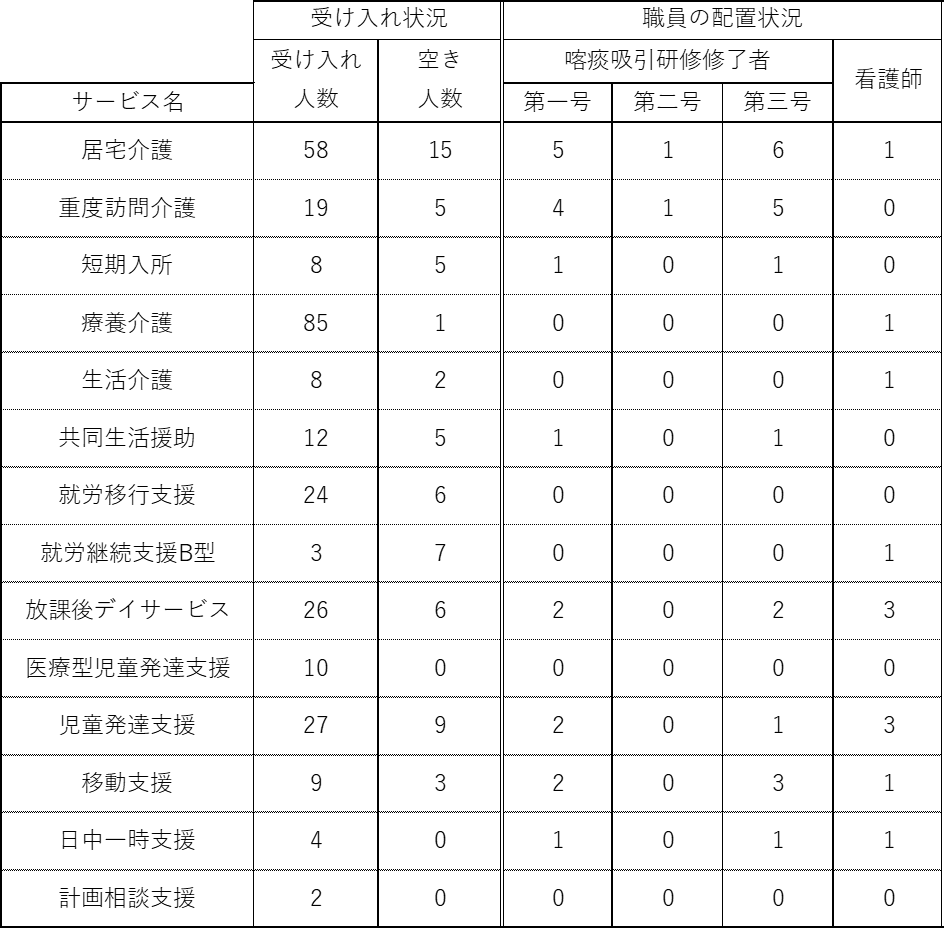 受け入れ状況 職員の配置状況
受け入れ 空き 喀痰吸引研修修了者 看護師
サービス名 人数 人数 第一号 第二号 第三号
居宅介護 58 15 5 1 6 1
重度訪問介護 19 5 4 1 5 0
短期入所 8 5 1 0 1 0
療養介護 85 1 0 0 0 1
生活介護 8 2 0 0 0 1
共同生活援助 12 5 1 0 1 0
就労移行支援 24 6 0 0 0 0
就労継続支援B型 3 7 0 0 0 1
放課後デイサービス 26 6 2 0 2 3
医療型児童発達支援 10 0 0 0 0 0
児童発達支援 27 9 2 0 1 3
移動支援 9 3 2 0 3 1
日中一時支援 4 0 1 0 1 1
計画相談支援 2 0 0 0 0 0